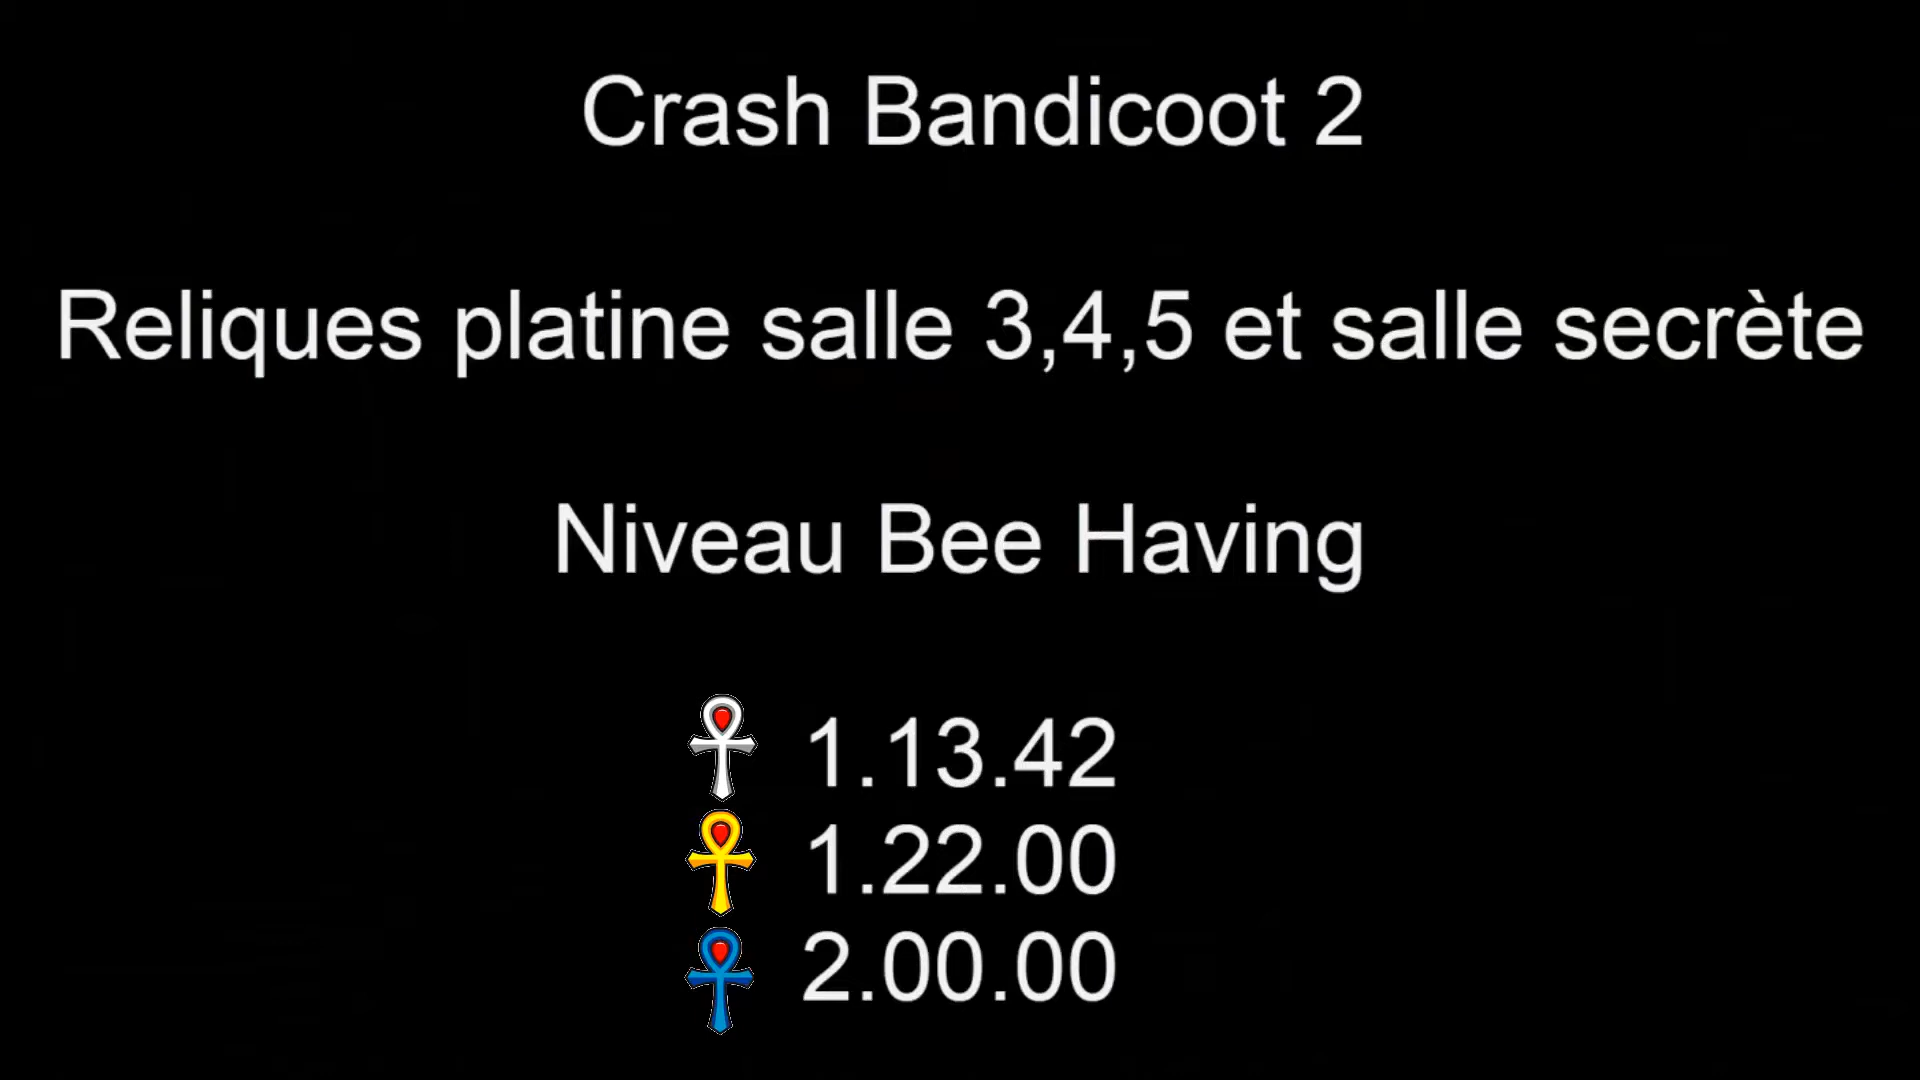 Crash Bandicoot 2
Reliques platine salle 3,4,5 et salle secrète
Niveau Bee Having
1.13.42
1.22.00
2.00.00